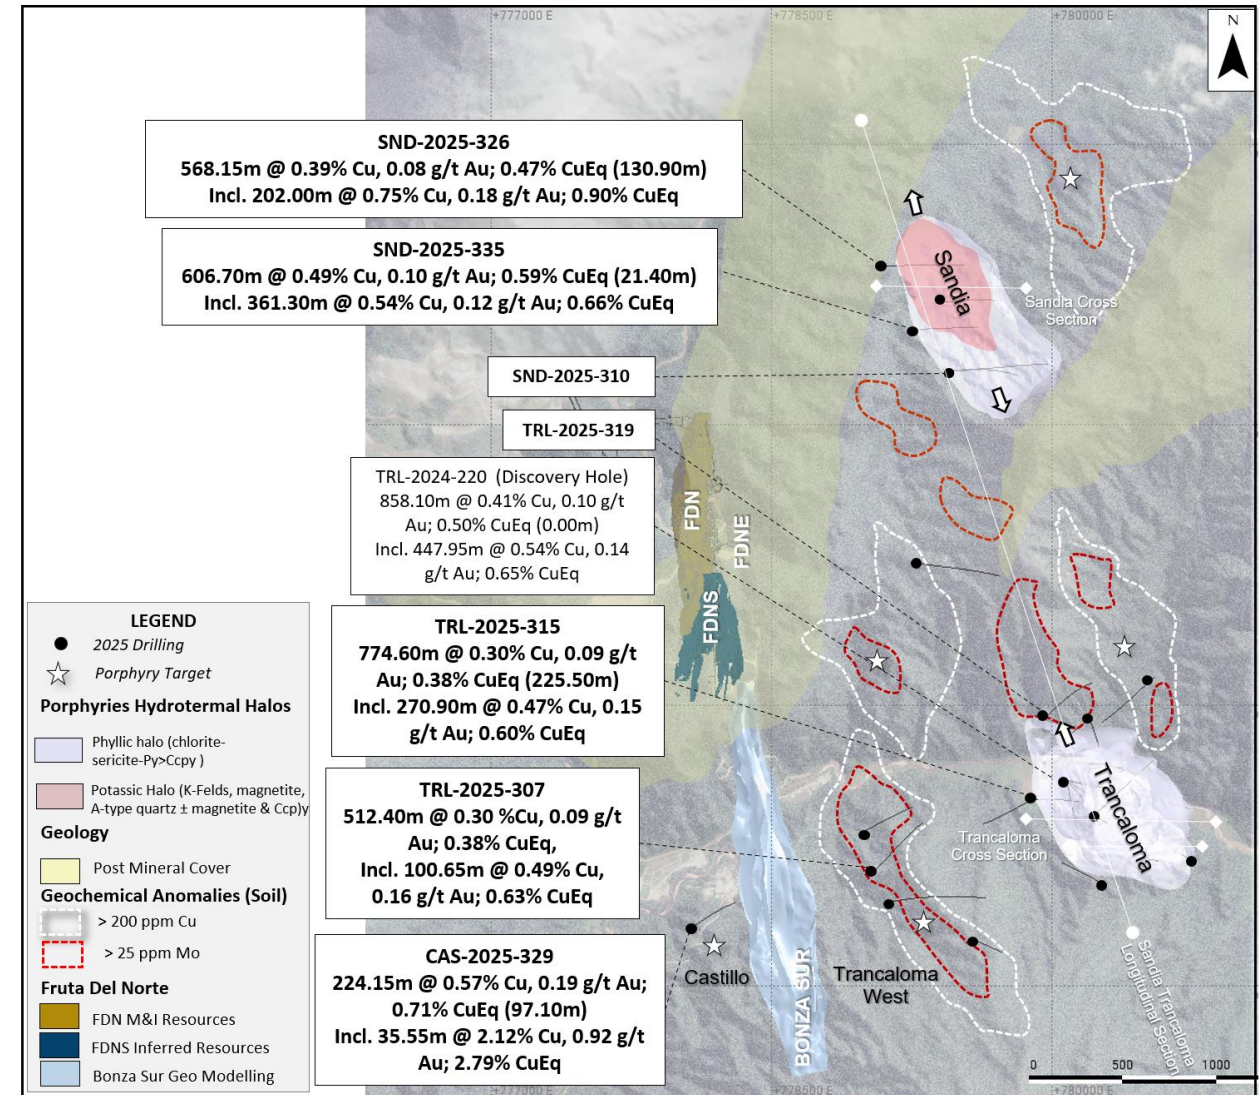 +777000 E
+778500 E
+780000 E
N
SND-2025-326
568.15m @ 0.39% Cu, 0.08 g/t Au; 0.47% CuEq (130.90m)
Incl. 202.00m @ 0.75% Cu, 0.18 g/t Au; 0.90% CuEq
SND-2025-335
606.70m @ 0.49% Cu, 0.10 g/t Au; 0.59% CuEq (21.40m)
Incl. 361.30m @ 0.54% Cu, 0.12 g/t Au; 0.66% CuEq
Sandia
Sandia Cross
Section
SND-2025-310
TRL-2025-319
TRL-2024-220  (Discovery Hole)
858.10m @ 0.41% Cu, 0.10 g/t
Au; 0.50% CuEq (0.00m)
Incl. 447.95m @ 0.54% Cu, 0.14
g/t Au; 0.65% CuEq
FDN
FDNE
FDNS
TRL-2025-315
774.60m @ 0.30% Cu, 0.09 g/t
Au; 0.38% CuEq (225.50m)
Incl. 270.90m @ 0.47% Cu, 0.15
g/t Au; 0.60% CuEq
TRL-2025-307
512.40m @ 0.30 %Cu, 0.09 g/t
Au; 0.38% CuEq,
Incl. 100.65m @ 0.49% Cu,
0.16 g/t Au; 0.63% CuEq
CAS-2025-329
224.15m @ 0.57% Cu, 0.19 g/t Au;
0.71% CuEq (97.10m)
Incl. 35.55m @ 2.12% Cu, 0.92 g/t
Au; 2.79% CuEq
Trancaloma
Trancaloma
Cross Section
Castillo
BONZA SUR
Trancaloma
West
Sandia Trancaloma
Longitudinal Section
LEGEND
2025 Drilling
Porphyry Target
Porphyries Hydrotermal Halos
Phyllic halo (chlorite-
sericite-Py>Ccpy )
Potassic Halo (K-Felds, magnetite,
A-type quartz ± magnetite & Ccp)y
Geology
Post Mineral Cover
Geochemical Anomalies (Soil)
> 200 ppm Cu
> 25 ppm Mo
Fruta Del Norte
FDN M&I Resources
FDNS Inferred Resources
Bonza Sur Geo Modelling
0 500 1000
+777000 E
+778500 E
+780000 E